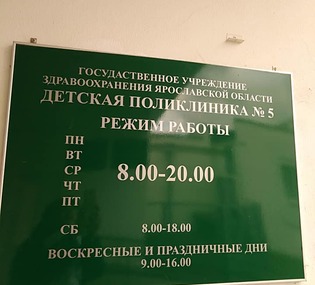 ГОСУДАСТВЕННОЕ УЧРЕЖДЕНИЕ
ЗДРАВООХРАНЕНИЯ ЯРОСЛАВСКОЙ ОБЛАСТИ
ДЕТСКАЯ ПОЛИКЛИНИКА № 5
РЕЖИМ РАБОТЫ
ПН
ВТ
СР 8.00-20.00
ЧТ
ПТ
СБ 8.00-18.00
ВОСКРЕСНЫЕ И ПРАЗДНИЧНЫЕ ДНИ
9.00-16.00